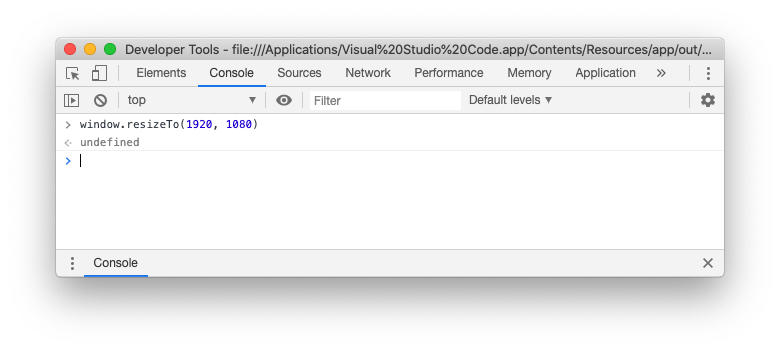 Developer Tools - file:///Applications/Visual%20Studio%20Code.app/Contents/Resources/app/out/...
Elements Console Sources Network Performance Memory Application »
top Filter Default levels
window.resizeTo(1920, 1080)
undefined
Console